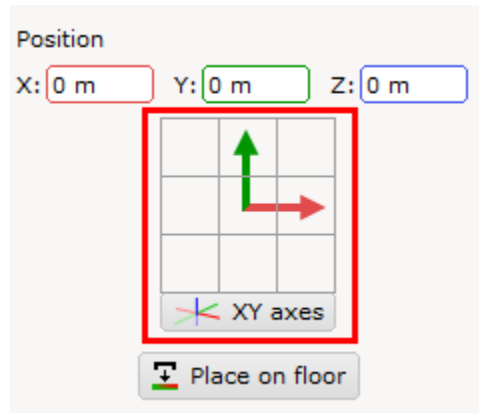 Position
X: 0 m Y: 0 m Z: 0 m
XY axes
Place on floor